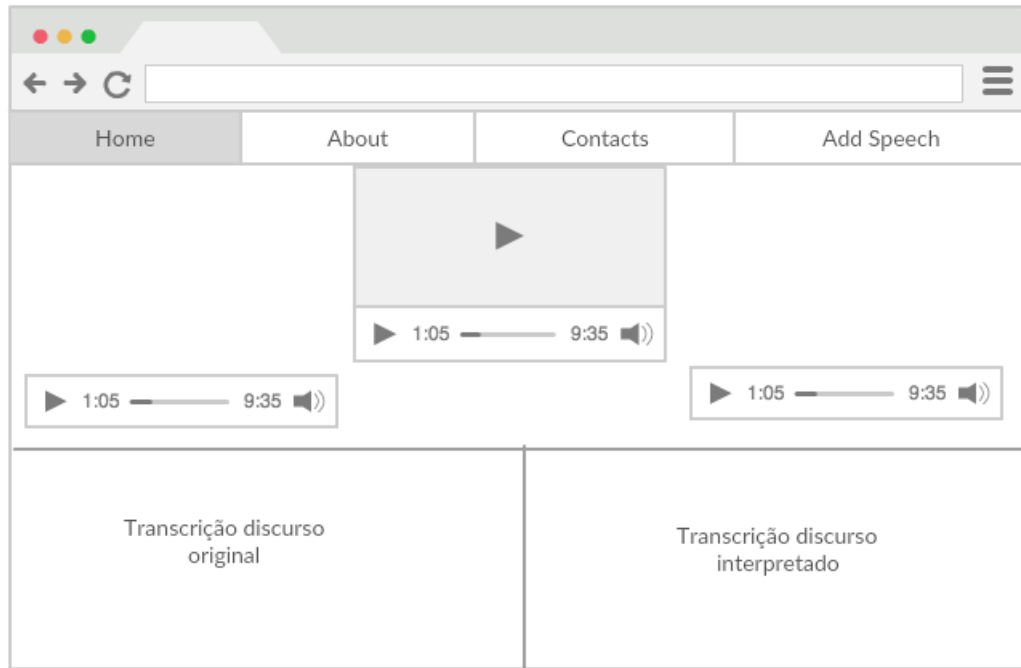 Home
About
Contacts
Add Speech
1:05
9:35
1:05
9:35
1:05
9:35
Transcrição discurso
original
Transcrição discurso
interpretado